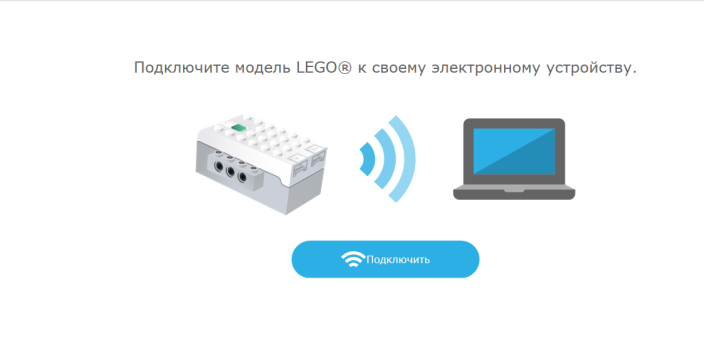 Подключите модель LEGO® к своему электронному устройству.
Подключить